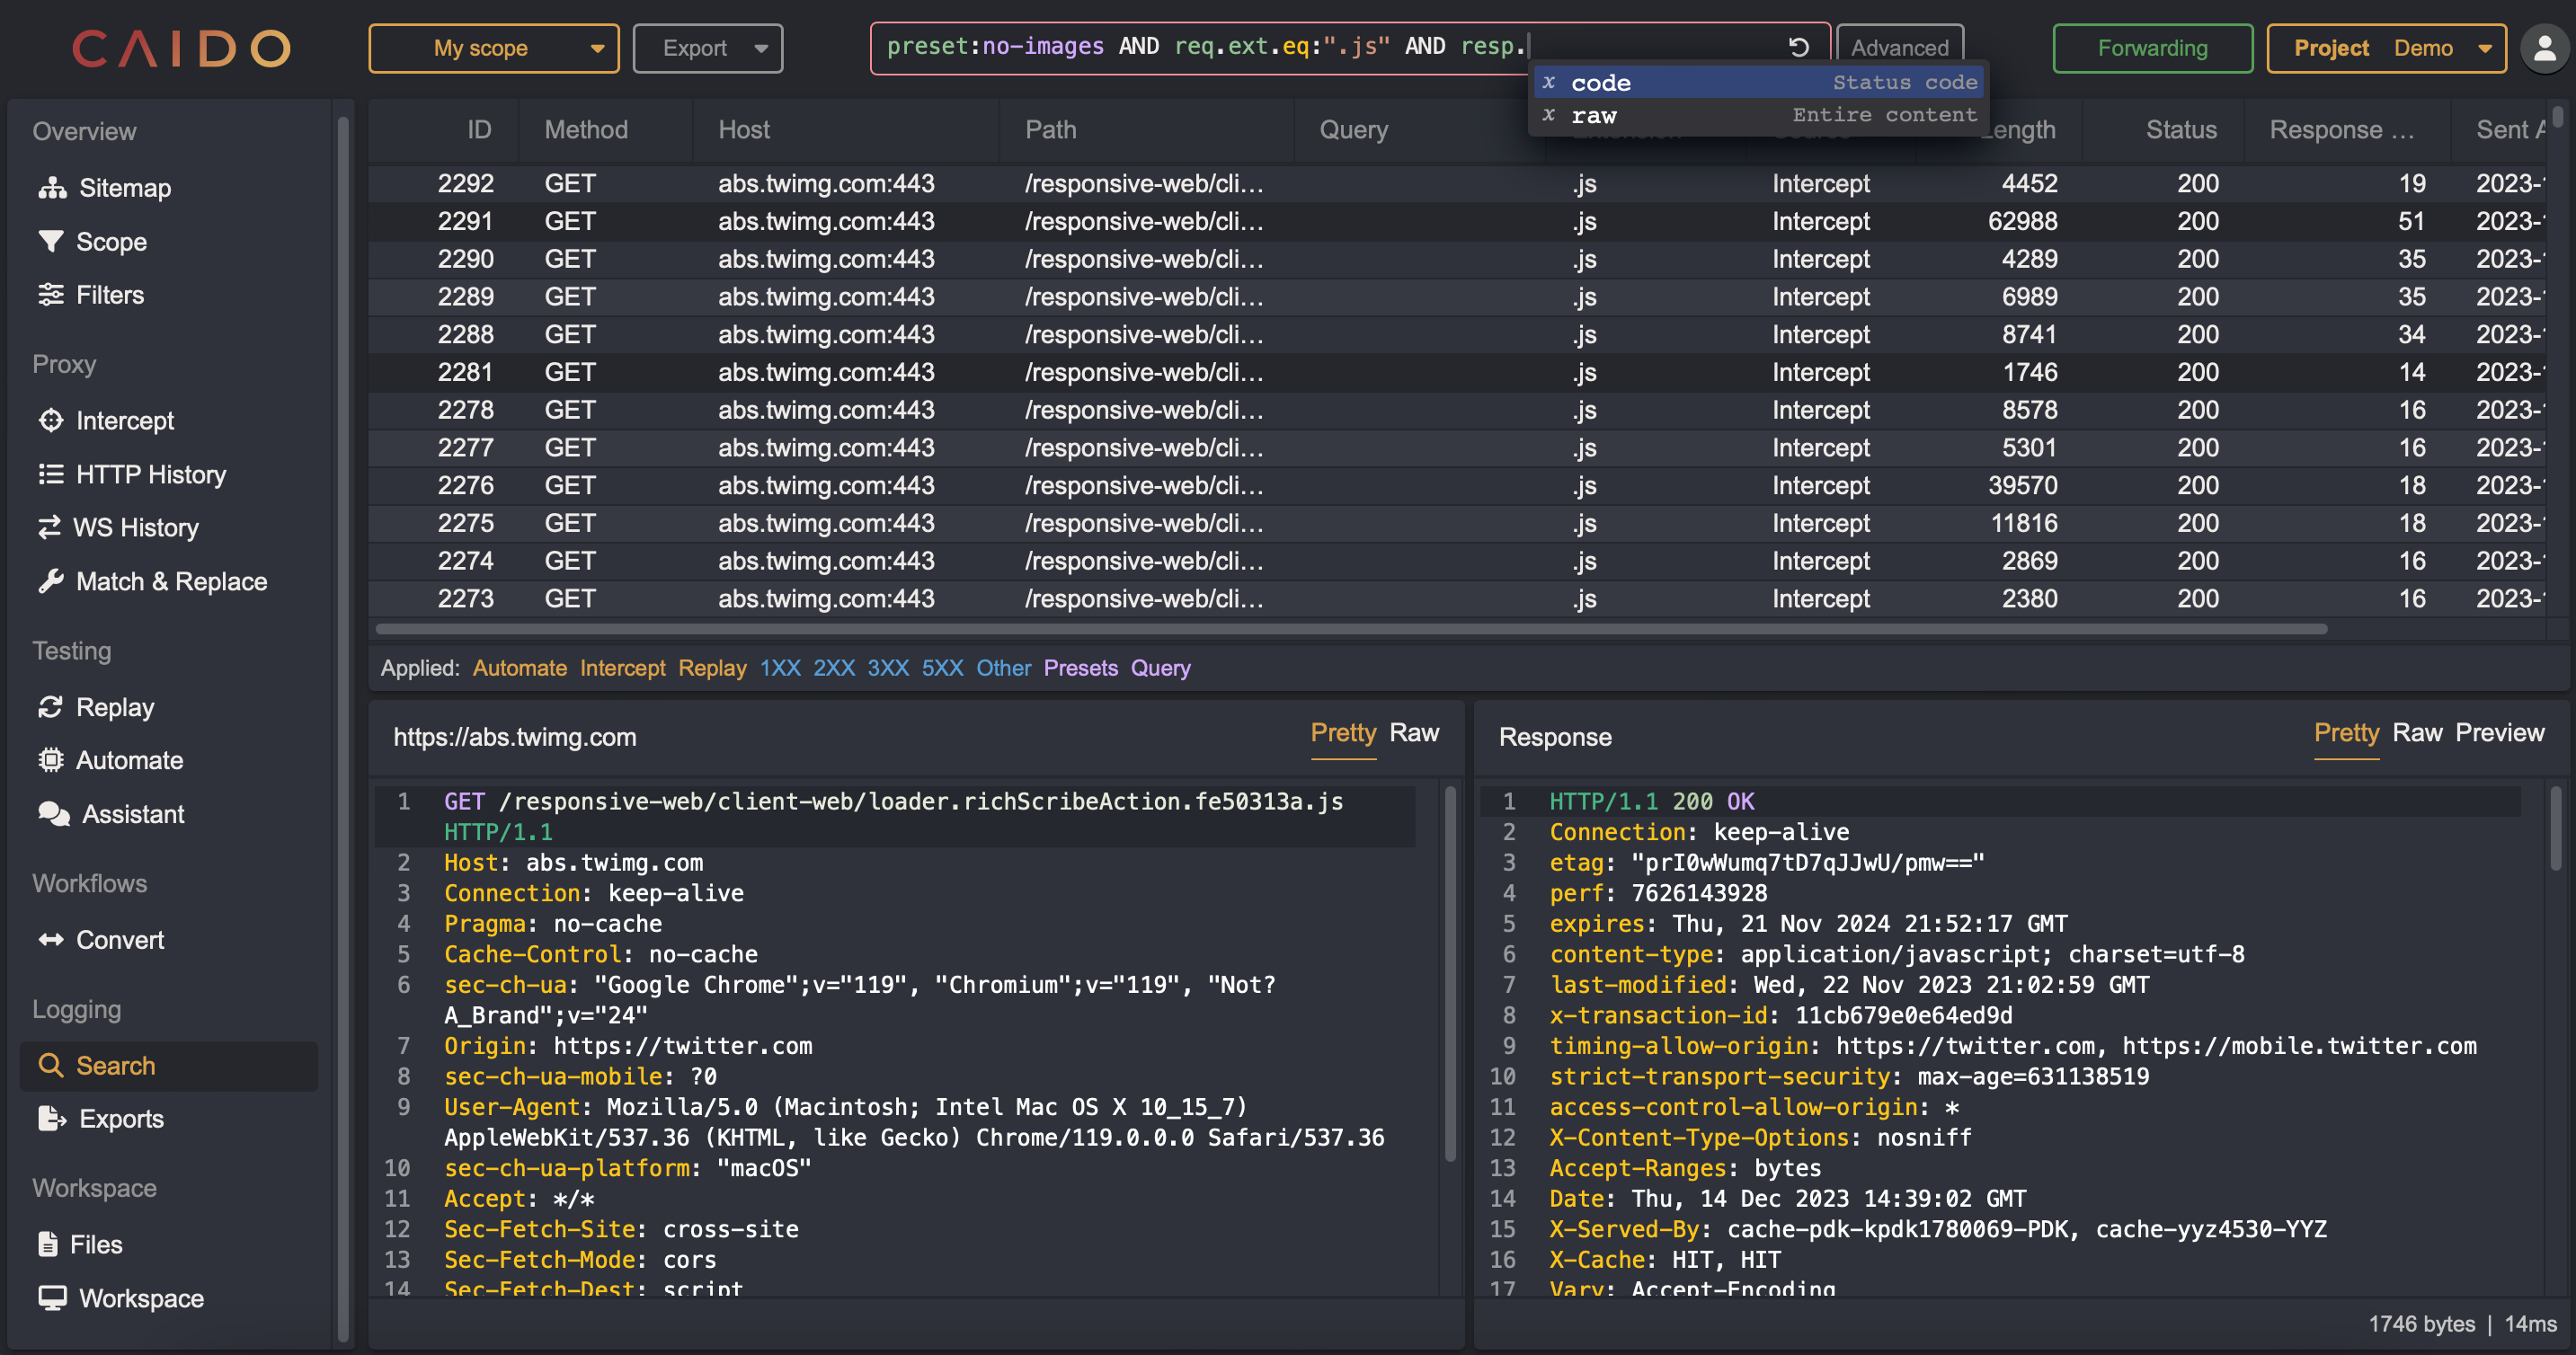 CAIDO
My scope
Export
preset:no-images AND req.ext.eq:".js" AND resp.
Advanced
Forwarding
Project Demo
x code Status code
x raw Entire content
Overview
Sitemap
Scope
Filters
Proxy
Intercept
HTTP History
WS History
Match & Replace
Testing
Replay
Automate
Assistant
Workflows
Convert
Logging
Search
Exports
Workspace
Files
Workspace
ID Method Host Path Query Length Status Response ... Sent A
2292 GET abs.twimg.com:443 /responsive-web/cli... .js Intercept 4452 200 19 2023-
2291 GET abs.twimg.com:443 /responsive-web/cli... .js Intercept 62988 200 51 2023-
2290 GET abs.twimg.com:443 /responsive-web/cli... .js Intercept 4289 200 35 2023-
2289 GET abs.twimg.com:443 /responsive-web/cli... .js Intercept 6989 200 35 2023-
2288 GET abs.twimg.com:443 /responsive-web/cli... .js Intercept 8741 200 34 2023-
2281 GET abs.twimg.com:443 /responsive-web/cli... .js Intercept 1746 200 14 2023-
2278 GET abs.twimg.com:443 /responsive-web/cli... .js Intercept 8578 200 16 2023-
2277 GET abs.twimg.com:443 /responsive-web/cli... .js Intercept 5301 200 16 2023-
2276 GET abs.twimg.com:443 /responsive-web/cli... .js Intercept 39570 200 18 2023-
2275 GET abs.twimg.com:443 /responsive-web/cli... .js Intercept 11816 200 18 2023-
2274 GET abs.twimg.com:443 /responsive-web/cli... .js Intercept 2869 200 16 2023-
2273 GET abs.twimg.com:443 /responsive-web/cli... .js Intercept 2380 200 16 2023-
Applied: Automate Intercept Replay 1XX 2XX 3XX 5XX Other Presets Query
https://abs.twimg.com Pretty Raw
1 GET /responsive-web/client-web/loader.richScribeAction.fe50313a.js
HTTP/1.1
2 Host: abs.twimg.com
3 Connection: keep-alive
4 Pragma: no-cache
5 Cache-Control: no-cache
6 sec-ch-ua: "Google Chrome";v="119", "Chromium";v="119", "Not?
A_Brand";v="24"
7 Origin: https://twitter.com
8 sec-ch-ua-mobile: ?0
9 User-Agent: Mozilla/5.0 (Macintosh; Intel Mac OS X 10_15_7)
AppleWebKit/537.36 (KHTML, like Gecko) Chrome/119.0.0.0 Safari/537.36
10 sec-ch-ua-platform: "macOS"
11 Accept: */*
12 Sec-Fetch-Site: cross-site
13 Sec-Fetch-Mode: cors
14 Sec-Fetch-Dest: script
Response Pretty Raw Preview
1 HTTP/1.1 200 OK
2 Connection: keep-alive
3 etag: "prI0wWumq7tD7qJJwU/pmw=="
4 perf: 7626143928
5 expires: Thu, 21 Nov 2024 21:52:17 GMT
6 content-type: application/javascript; charset=utf-8
7 last-modified: Wed, 22 Nov 2023 21:02:59 GMT
8 x-transaction-id: 11cb679e0e64ed9d
9 timing-allow-origin: https://twitter.com, https://mobile.twitter.com
10 strict-transport-security: max-age=631138519
11 access-control-allow-origin: *
12 X-Content-Type-Options: nosniff
13 Accept-Ranges: bytes
14 Date: Thu, 14 Dec 2023 14:39:02 GMT
15 X-Served-By: cache-pdk-kpdk1780069-PDK, cache-yyz4530-YYZ
16 X-Cache: HIT, HIT
17 Vary: Accept-Encoding
1746 bytes | 14ms